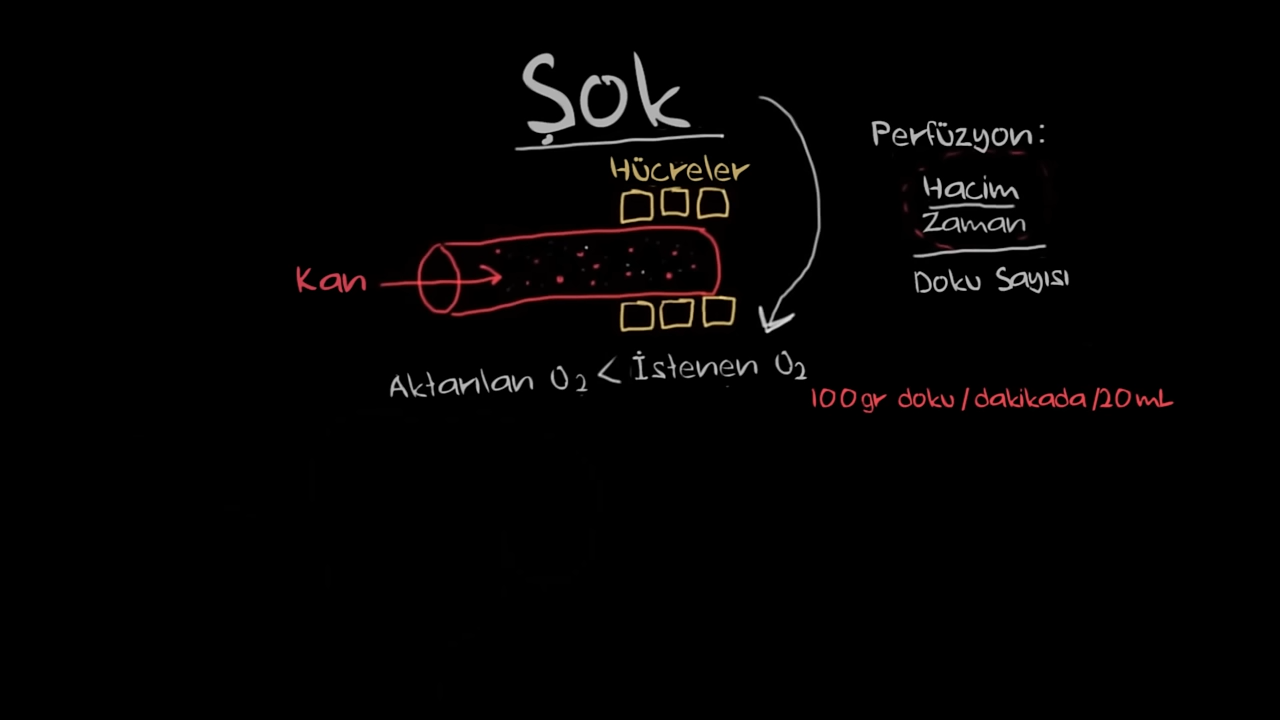 Şok
Hücreler
Kan
Aktarılan O₂ < İstenen O₂
Perfüzyon:
Hacim
Zaman
Doku Sayısı
100gr doku/dakikada/20mL